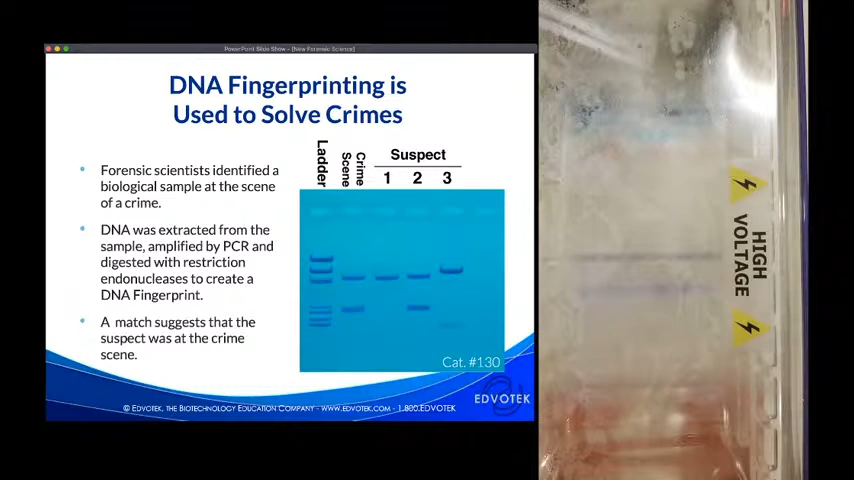 PowerPoint Slide Show - [New Forensic Science]
DNA Fingerprinting is
Used to Solve Crimes
Forensic scientists identified a
biological sample at the scene
of a crime.
DNA was extracted from the
sample, amplified by PCR and
digested with restriction
endonucleases to create a
DNA Fingerprint.
A match suggests that the
suspect was at the crime
scene.
Ladder
Crime
Scene
Suspect
1 2 3
Cat. #130
EDVOTEK
© EDVOTEK, THE BIOTECHNOLOGY EDUCATION COMPANY - WWW.EDVOTEK.COM - 1.800.EDVOTEK
HIGH
VOLTAGE